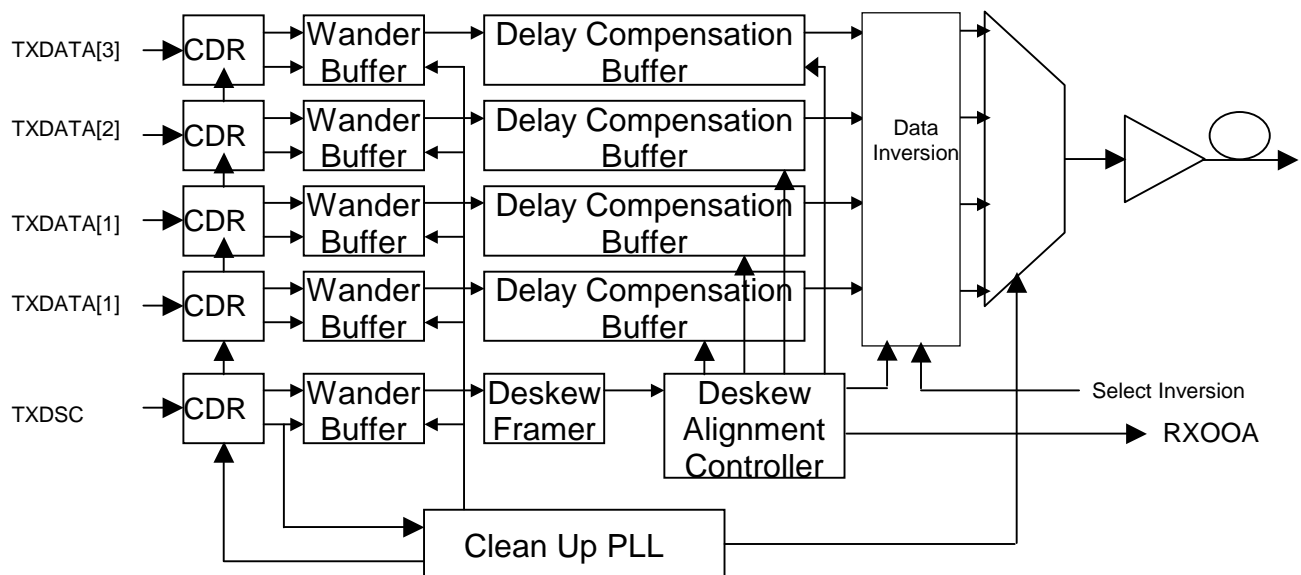 TXDATA[3]
CDR
Wander
Buffer
Delay Compensation
Buffer
TXDATA[2]
CDR
Wander
Buffer
Delay Compensation
Buffer
Data
Inversion
TXDATA[1]
CDR
Wander
Buffer
Delay Compensation
Buffer
TXDATA[1]
CDR
Wander
Buffer
Delay Compensation
Buffer
TXDSC
CDR
Wander
Buffer
Deskew
Framer
Deskew
Alignment
Controller
Select Inversion
RXOOA
Clean Up PLL